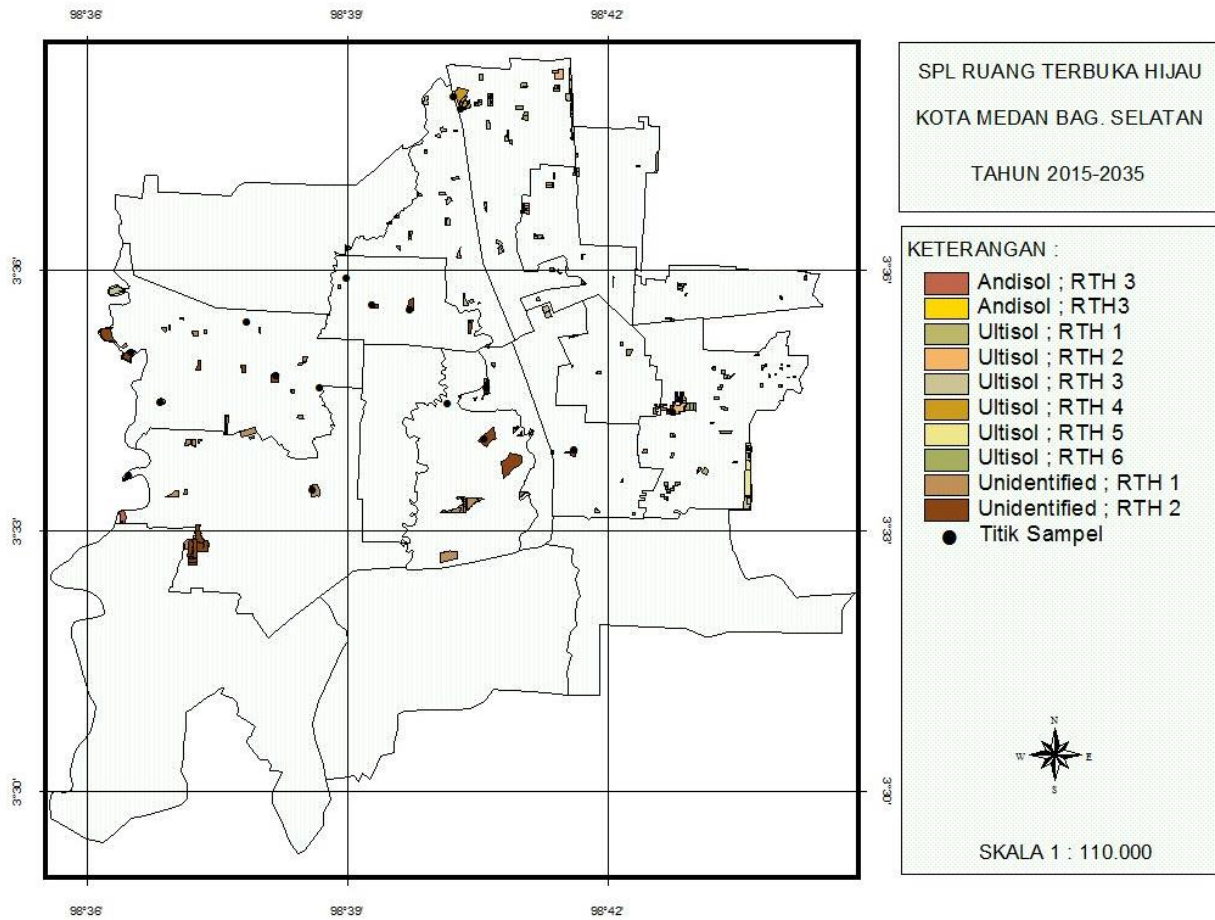 98°36'
98°39'
98°42'
SPL RUANG TERBUKA HIJAU
KOTA MEDAN BAG. SELATAN
TAHUN 2015-2035
KETERANGAN :
Andisol ; RTH 3
Andisol ; RTH3
Ultisol ; RTH 1
Ultisol ; RTH 2
Ultisol ; RTH 3
Ultisol ; RTH 4
Ultisol ; RTH 5
Ultisol ; RTH 6
Unidentified ; RTH 1
Unidentified ; RTH 2
Titik Sampel
3°36'
3°36'
3°33'
3°33'
3°30'
3°30'
N
W
E
S
SKALA 1 : 110.000
98°36'
98°39'
98°42'